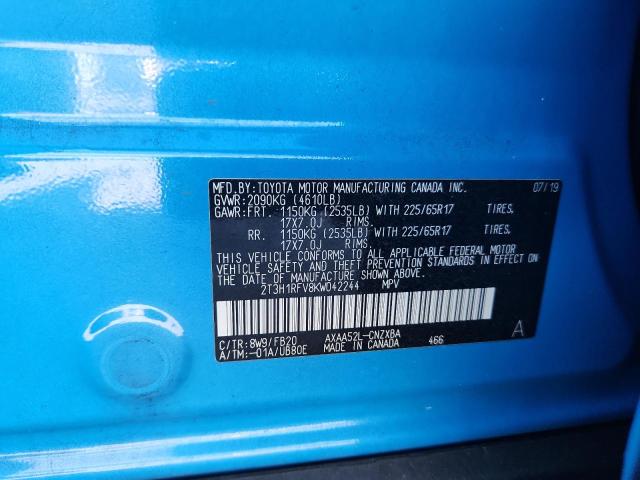 MFD.BY: TOYOTA MOTOR MANUFACTURING CANADA INC. 07/19
GVWR: 2090KG (4610LB)
GAWR: FRT. 1150KG (2535LB) WITH 225/65R17 TIRES.
17X7.0J RIMS.
RR. 1150KG (2535LB) WITH 225/65R17 TIRES.
17X7.0J RIMS.
THIS VEHICLE CONFORMS TO ALL APPLICABLE FEDERAL MOTOR
VEHICLE SAFETY AND BUMPER STANDARDS IN EFFECT ON THE
DATE OF MANUFACTURE SHOWN ABOVE.
2T3H1RFV8KW042244 MPV
C/TR: 8W9/FB20 AXAA52L-CNZXBA A
A/TM:-01A/UB80E MADE IN CANADA 466